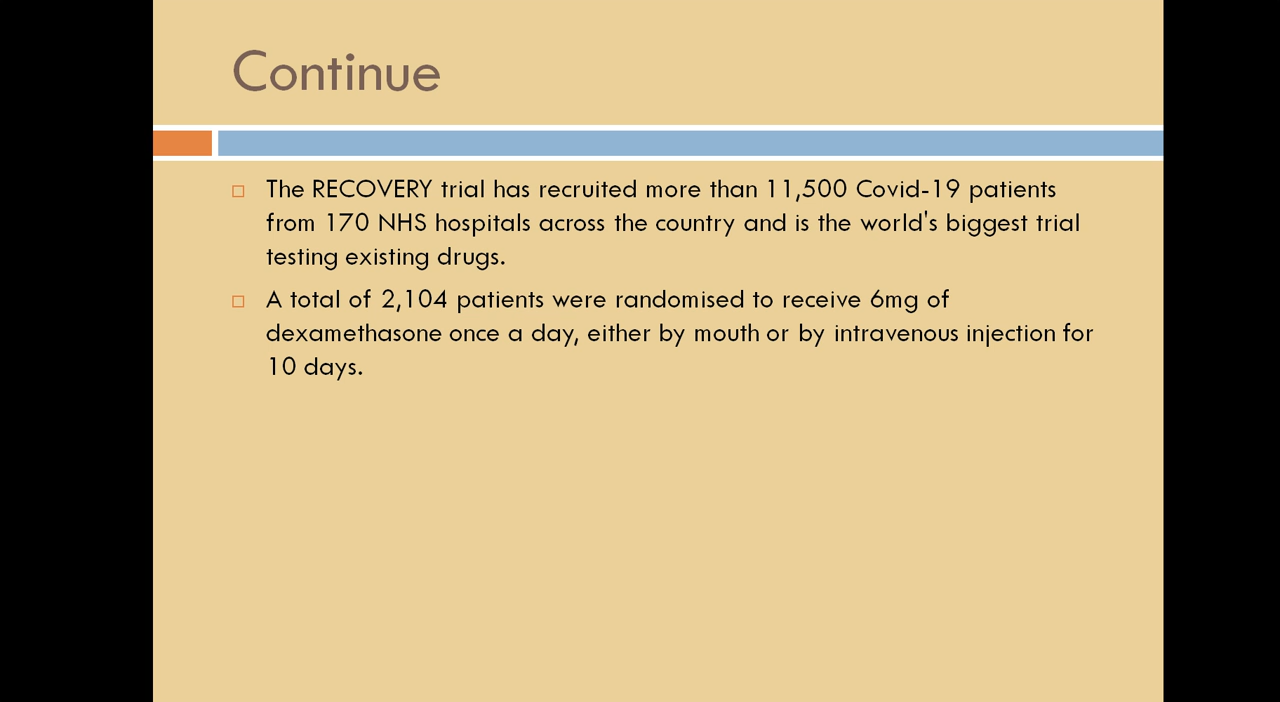 Continue
The RECOVERY trial has recruited more than 11,500 Covid-19 patients
from 170 NHS hospitals across the country and is the world's biggest trial
testing existing drugs.
A total of 2,104 patients were randomised to receive 6mg of
dexamethasone once a day, either by mouth or by intravenous injection for
10 days.